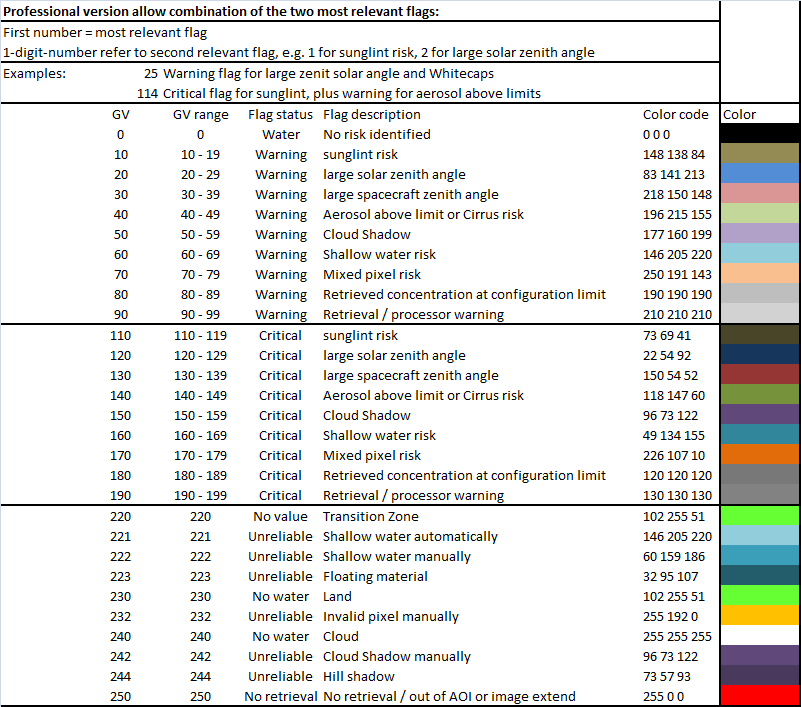 Professional version allow combination of the two most relevant flags:
First number = most relevant flag
1-digit-number refer to second relevant flag, e.g. 1 for sunglint risk, 2 for large solar zenith angle
Examples: 25 Warning flag for large zenit solar angle and Whitecaps
114 Critical flag for sunglint, plus warning for aerosol above limits
GV GV range Flag status Flag description Color code Color
0 0 Water No risk identified 0 0 0
10 10 - 19 Warning sunglint risk 148 138 84
20 20 - 29 Warning large solar zenith angle 83 141 213
30 30 - 39 Warning large spacecraft zenith angle 218 150 148
40 40 - 49 Warning Aerosol above limit or Cirrus risk 196 215 155
50 50 - 59 Warning Cloud Shadow 177 160 199
60 60 - 69 Warning Shallow water risk 146 205 220
70 70 - 79 Warning Mixed pixel risk 250 191 143
80 80 - 89 Warning Retrieved concentration at configuration limit 190 190 190
90 90 - 99 Warning Retrieval / processor warning 210 210 210
110 110 - 119 Critical sunglint risk 73 69 41
120 120 - 129 Critical large solar zenith angle 22 54 92
130 130 - 139 Critical large spacecraft zenith angle 150 54 52
140 140 - 149 Critical Aerosol above limit or Cirrus risk 118 147 60
150 150 - 159 Critical Cloud Shadow 96 73 122
160 160 - 169 Critical Shallow water risk 49 134 155
170 170 - 179 Critical Mixed pixel risk 226 107 10
180 180 - 189 Critical Retrieved concentration at configuration limit 120 120 120
190 190 - 199 Critical Retrieval / processor warning 130 130 130
220 220 No value Transition Zone 102 255 51
221 221 Unreliable Shallow water automatically 146 205 220
222 222 Unreliable Shallow water manually 60 159 186
223 223 Unreliable Floating material 32 95 107
230 230 No water Land 102 255 51
232 232 Unreliable Invalid pixel manually 255 192 0
240 240 No water Cloud 255 255 255
242 242 Unreliable Cloud Shadow manually 96 73 122
244 244 Unreliable Hill shadow 73 57 93
250 250 No retrieval No retrieval / out of AOI or image extend 255 0 0